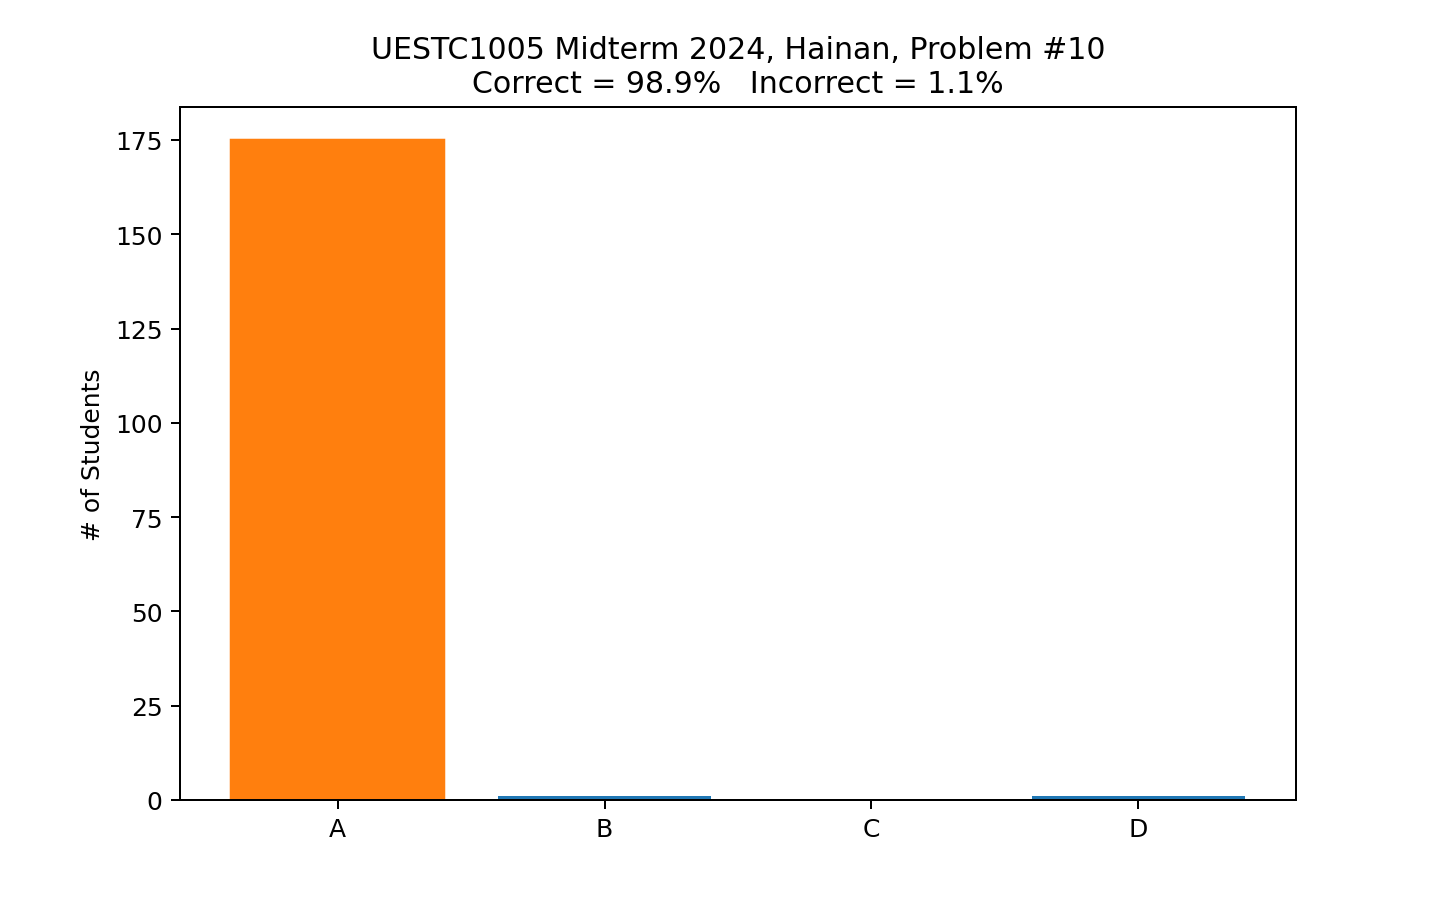 UESTC1005 Midterm 2024, Hainan, Problem #10
Correct = 98.9%   Incorrect = 1.1%
175
150
125
100
75
50
25
0
# of Students
A
B
C
D